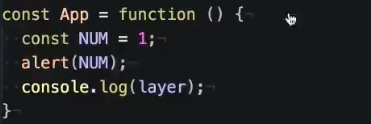 const App = function () {
  const NUM = 1;
  alert(NUM);
  console.log(layer);
}